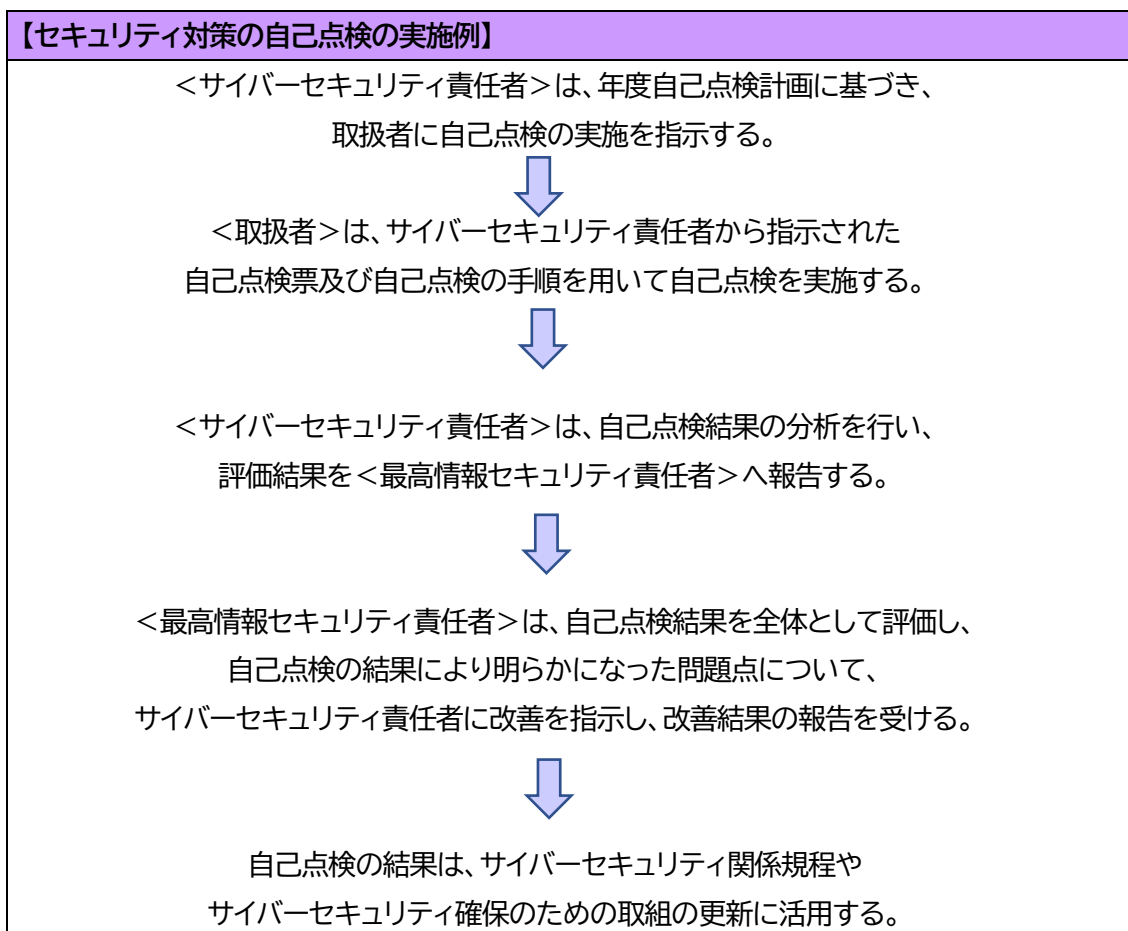 【セキュリティ対策の自己点検の実施例】
＜サイバーセキュリティ責任者＞は、年度自己点検計画に基づき、
取扱者に自己点検の実施を指示する。
＜取扱者＞は、サイバーセキュリティ責任者から指示された
自己点検票及び自己点検の手順を用いて自己点検を実施する。
＜サイバーセキュリティ責任者＞は、自己点検結果の分析を行い、
評価結果を＜最高情報セキュリティ責任者＞へ報告する。
＜最高情報セキュリティ責任者＞は、自己点検結果を全体として評価し、
自己点検の結果により明らかになった問題点について、
サイバーセキュリティ責任者に改善を指示し、改善結果の報告を受ける。
自己点検の結果は、サイバーセキュリティ関係規程や
サイバーセキュリティ確保のための取組の更新に活用する。